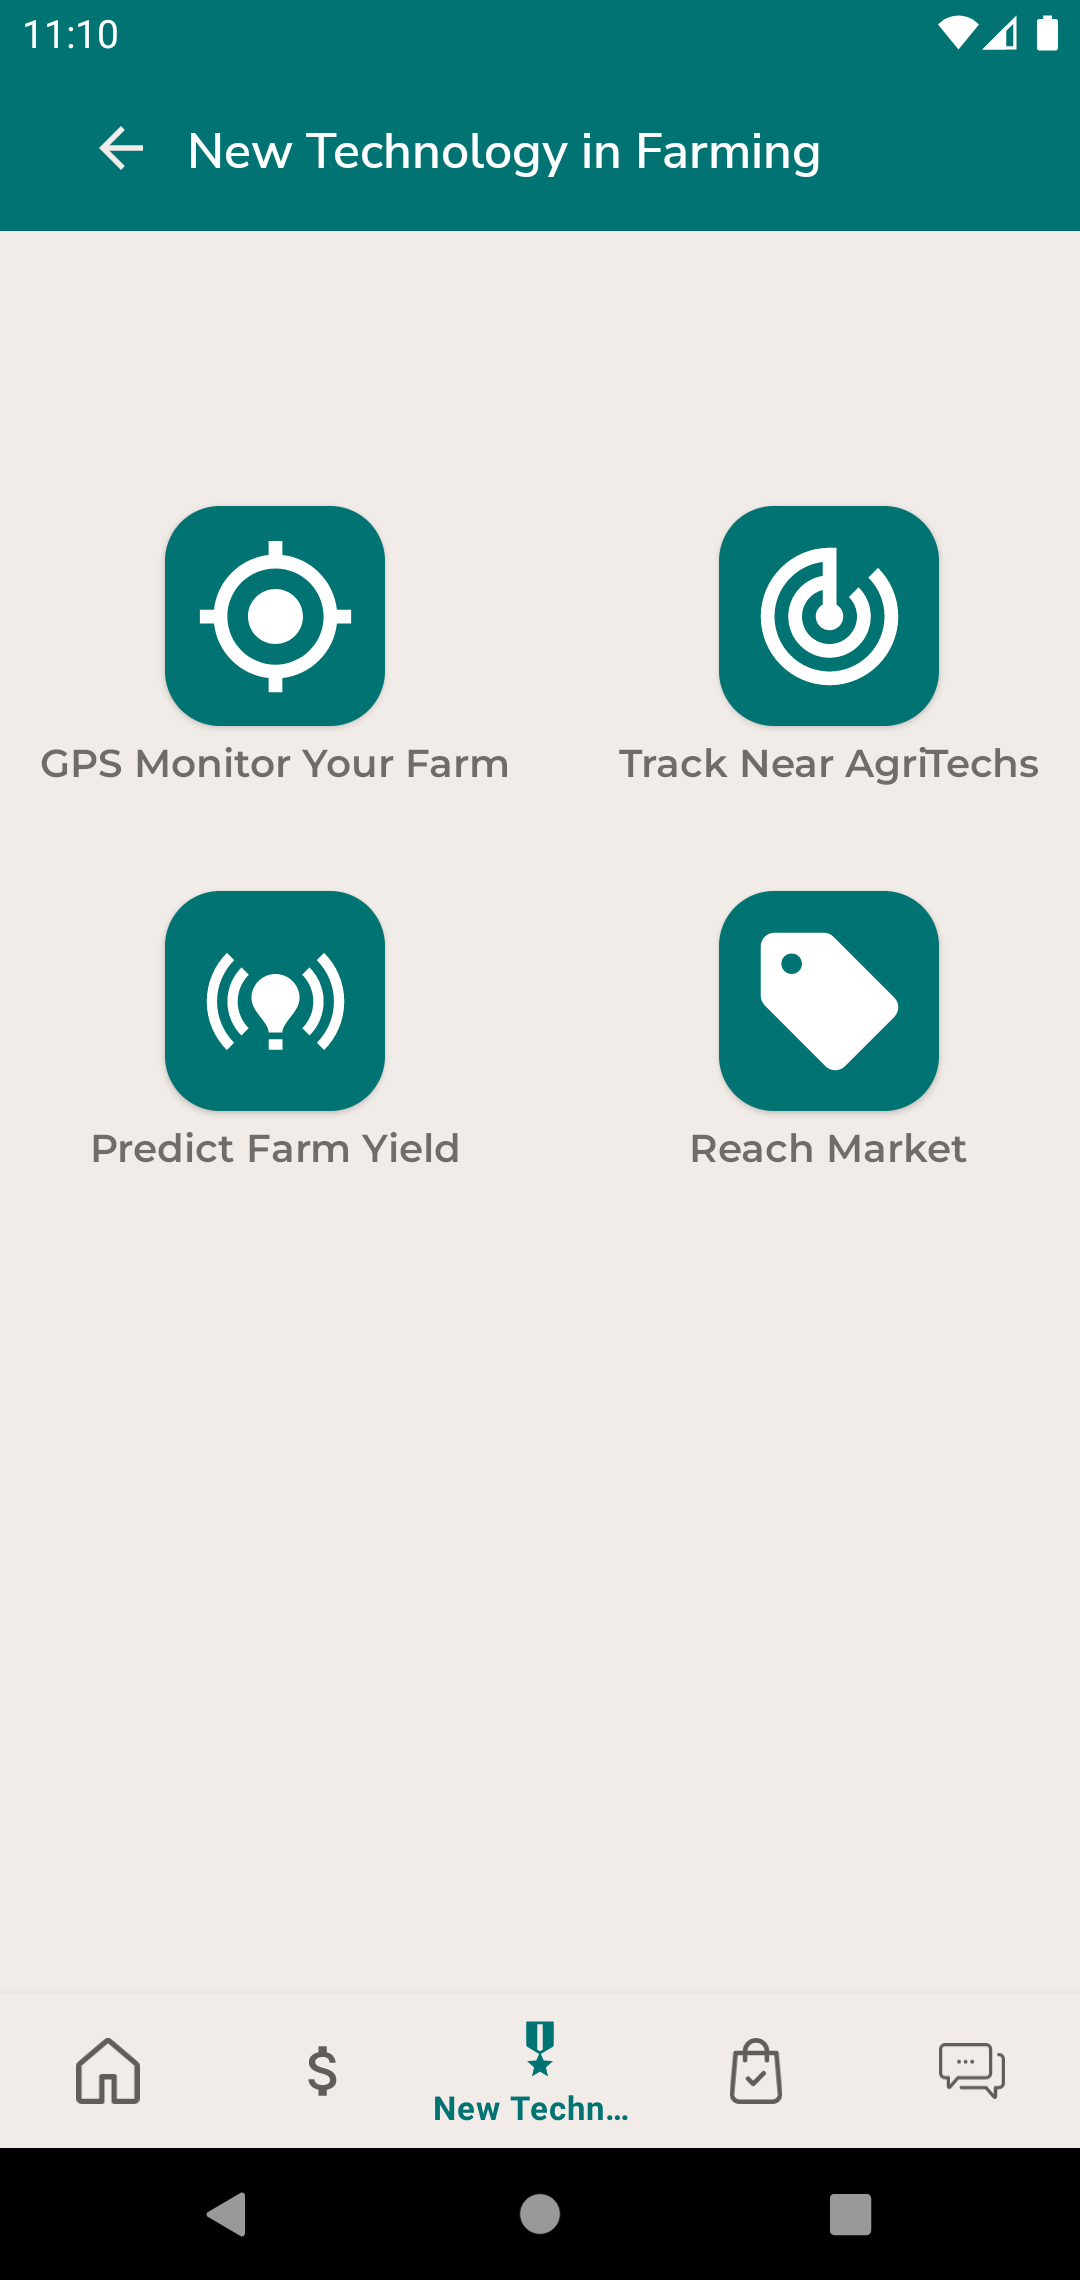 11:10
New Technology in Farming
GPS Monitor Your Farm
Track Near AgriTechs
Predict Farm Yield
Reach Market
$
New Techn...